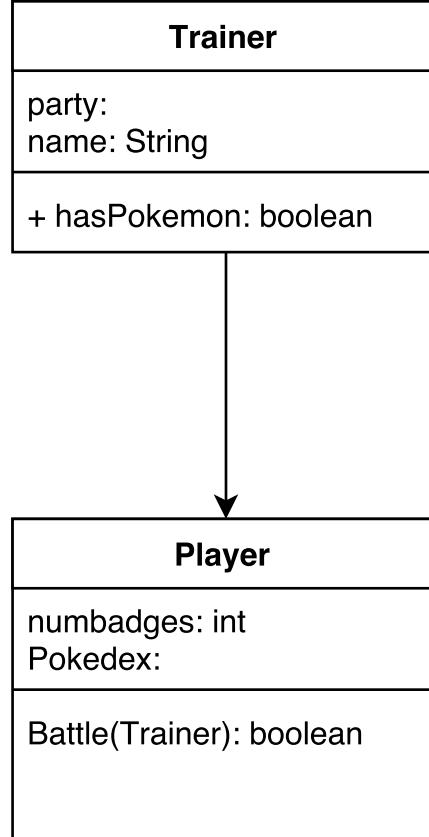 Trainer
party:
name: String
+ hasPokemon: boolean
Player
numbadges: int
Pokedex:
Battle(Trainer): boolean